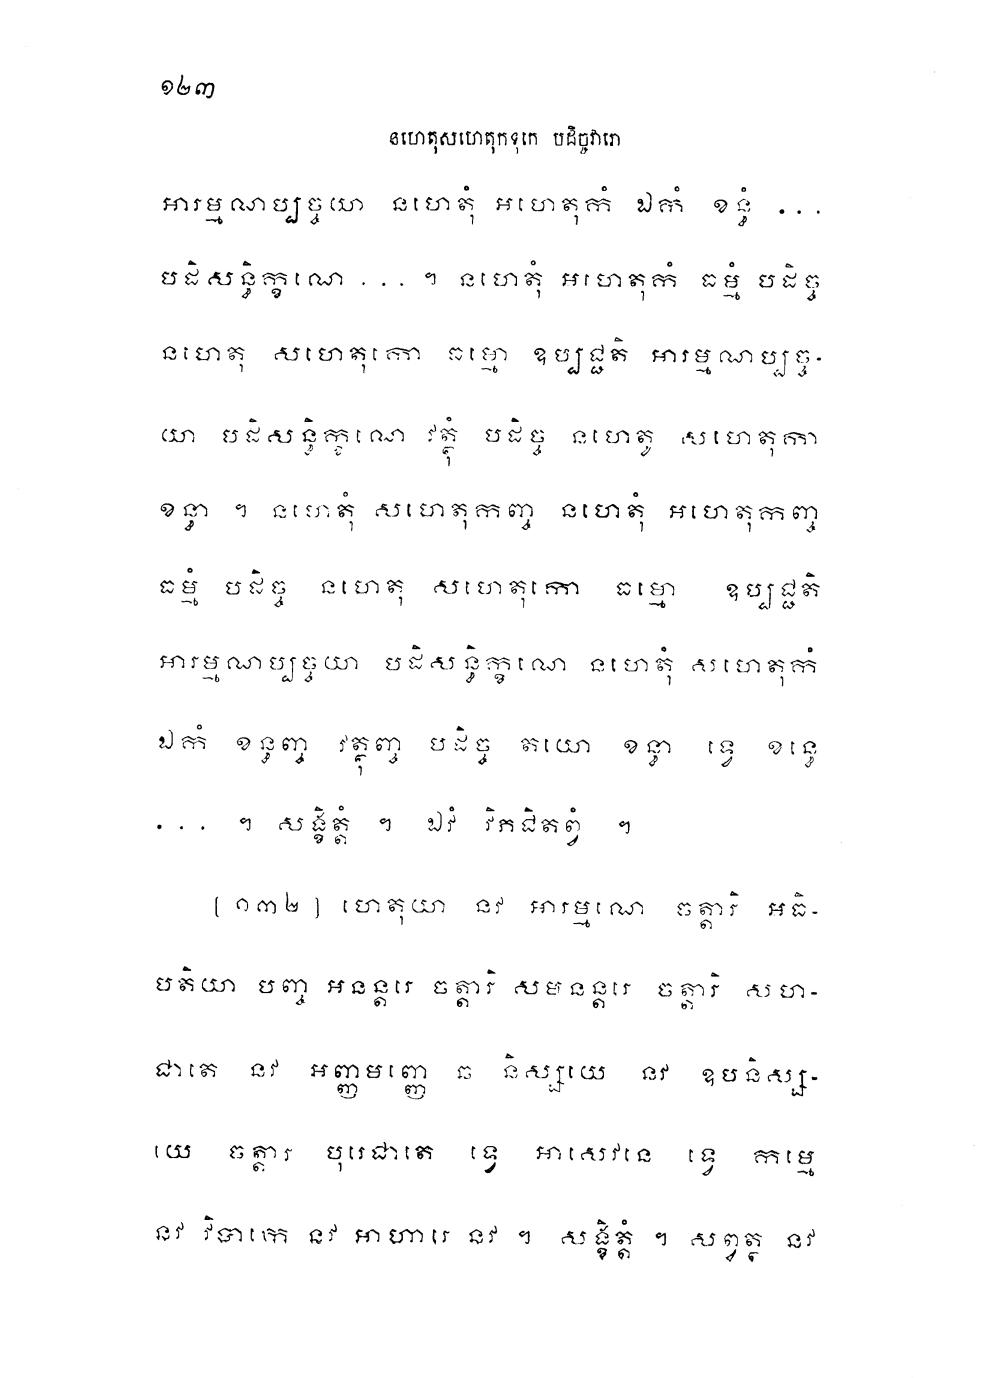 ១២៣
នហេតុសហេតុកទុកេ បដិច្ចវារោ
អារម្មណប្បច្ចយា នហេតុំ អហេតុកំ ឯកំ ខន្ធំ ...
បដិសន្ធិក្ខណេ ... ។ នហេតុំ អហេតុកំ ធម្មំ បដិច្ច
នហេតុ សហេតុកោ ធម្មោ ឧប្បជ្ជតិ អារម្មណប្បច្ច-
យា បដិសន្ធិក្ខណេ វត្ថុំ បដិច្ច នហេតូ សហេតុកា
ខន្ធា ។ នហេតុំ សហេតុកញ្ច នហេតុំ អហេតុកញ្ច
ធម្មំ បដិច្ច នហេតុ សហេតុកោ ធម្មោ ឧប្បជ្ជតិ
អារម្មណប្បច្ចយា បដិសន្ធិក្ខណេ នហេតុំ សហេតុកំ
ឯកំ ខន្ធញ្ច វត្ថុញ្ច បដិច្ច តយោ ខន្ធា ទ្វេ ខន្ធេ
... ។ សង្ខិត្តំ ។ ឯវំ វិភជិតព្វំ ។
[១៣២] ហេតុយា នវ អារម្មណេ ចត្តារិ អធិ-
បតិយា បញ្ច អនន្តរេ ចត្តារិ សមនន្តរេ ចត្តារិ សហ-
ជាតេ នវ អញ្ញមញ្ញេ ឆ និស្សយេ នវ ឧបនិស្ស-
យេ ចត្តារិ បុរេជាតេ ទ្វេ អាសេវនេ ទ្វេ កម្មេ
នវ វិបាកេ នវ អាហារេ នវ ។ សង្ខិត្តំ ។ សព្វត្ថ នវ